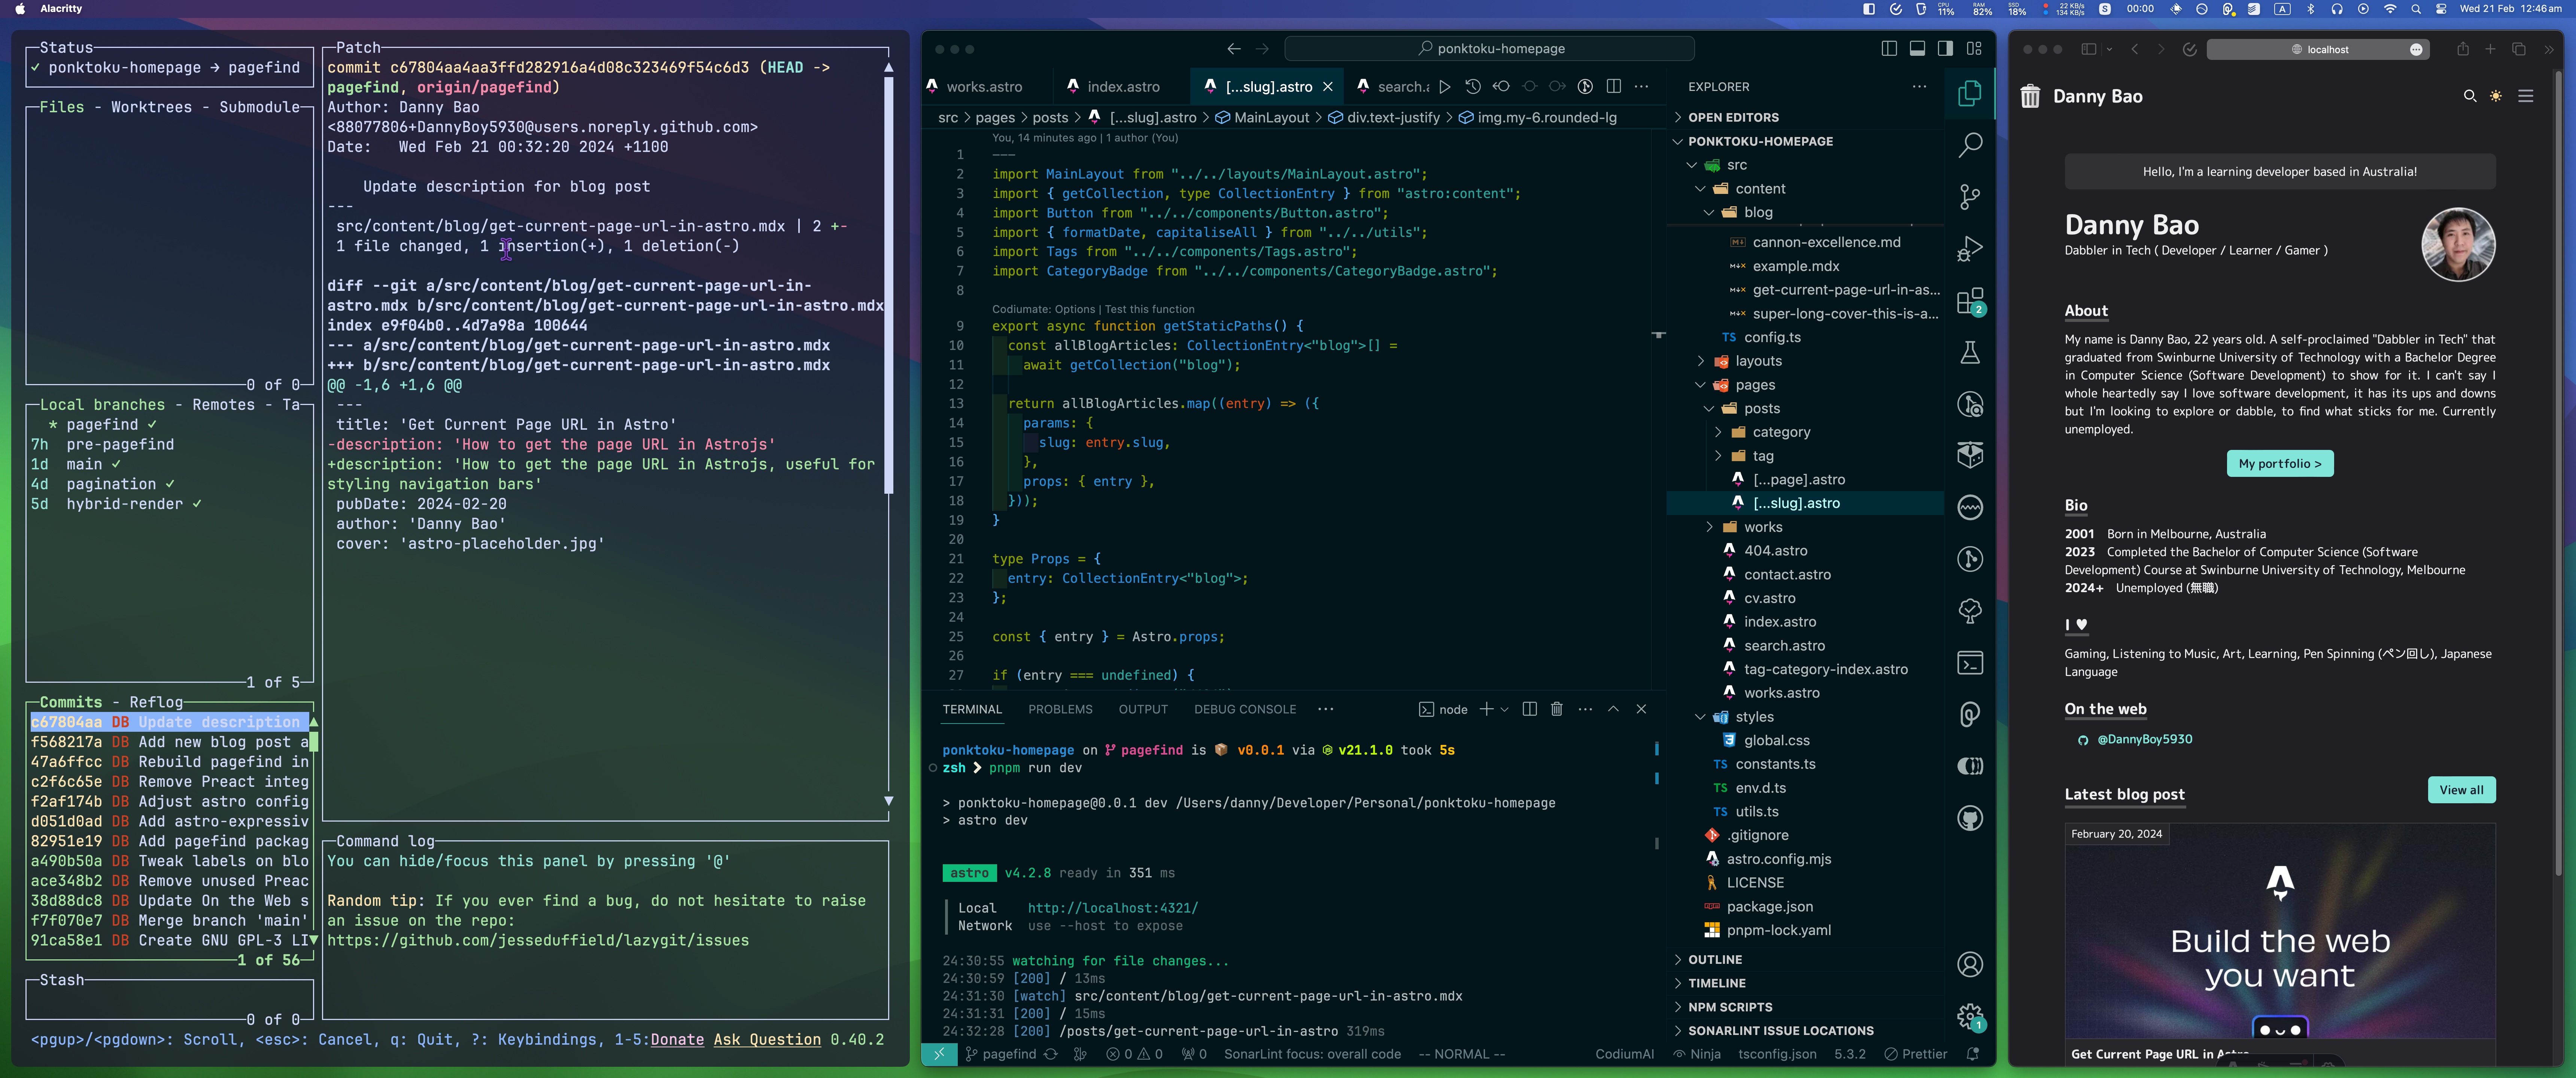 Alacritty
CPU 11% RAM 82% SSD 18% 22 KB/s 134 KB/s 00:00 A Wed 21 Feb 12:46 am
Status
✓ ponktoku-homepage → pagefind
Files - Worktrees - Submodule
0 of 0
Local branches - Remotes - Ta
* pagefind ✓
7h pre-pagefind
1d main ✓
4d pagination ✓
5d hybrid-render ✓
1 of 5
Commits - Reflog
c67804aa DB Update description
f568217a DB Add new blog post a
47a6ffcc DB Rebuild pagefind in
c2f6c65e DB Remove Preact integ
f2af174b DB Adjust astro config
d051d0ad DB Add astro-expressiv
82951e19 DB Add pagefind packag
a490b50a DB Tweak labels on blo
ace348b2 DB Remove unused Preac
38d88dc8 DB Update On the Web s
f7f070e7 DB Merge branch 'main'
91ca58e1 DB Create GNU GPL-3 LI
1 of 56
Stash
0 of 0
Patch
commit c67804aa4aa3ffd282916a4d08c323469f54c6d3 (HEAD ->
pagefind, origin/pagefind)
Author: Danny Bao
<88077806+DannyBoy5930@users.noreply.github.com>
Date: Wed Feb 21 00:32:20 2024 +1100
Update description for blog post
---
src/content/blog/get-current-page-url-in-astro.mdx | 2 +-
1 file changed, 1 insertion(+), 1 deletion(-)
diff --git a/src/content/blog/get-current-page-url-in-
astro.mdx b/src/content/blog/get-current-page-url-in-astro.mdx
index e9f04b0..4d7a98a 100644
--- a/src/content/blog/get-current-page-url-in-astro.mdx
+++ b/src/content/blog/get-current-page-url-in-astro.mdx
@@ -1,6 +1,6 @@
---
title: 'Get Current Page URL in Astro'
-description: 'How to get the page URL in Astrojs'
+description: 'How to get the page URL in Astrojs, useful for
styling navigation bars'
pubDate: 2024-02-20
author: 'Danny Bao'
cover: 'astro-placeholder.jpg'
Command log
You can hide/focus this panel by pressing '@'
Random tip: If you ever find a bug, do not hesitate to raise
an issue on the repo:
https://github.com/jesseduffield/lazygit/issues
<pgup>/<pgdown>: Scroll, <esc>: Cancel, q: Quit, ?: Keybindings, 1-5:Donate Ask Question 0.40.2
ponktoku-homepage
works.astro index.astro [...slug].astro search.a
src > pages > posts > [...slug].astro > MainLayout > div.text-justify > img.my-6.rounded-lg
You, 14 minutes ago | 1 author (You)
1 ---
2 import MainLayout from "../../layouts/MainLayout.astro";
3 import { getCollection, type CollectionEntry } from "astro:content";
4 import Button from "../../components/Button.astro";
5 import { formatDate, capitaliseAll } from "../../utils";
6 import Tags from "../../components/Tags.astro";
7 import CategoryBadge from "../../components/CategoryBadge.astro";
8
Codiumate: Options | Test this function
9 export async function getStaticPaths() {
10 const allBlogArticles: CollectionEntry<"blog">[] =
11 await getCollection("blog");
12
13 return allBlogArticles.map((entry) => ({
14 params: {
15 slug: entry.slug,
16 },
17 props: { entry },
18 }));
19 }
20
21 type Props = {
22 entry: CollectionEntry<"blog">;
23 };
24
25 const { entry } = Astro.props;
26
27 if (entry === undefined) {
TERMINAL PROBLEMS OUTPUT DEBUG CONSOLE ... node
ponktoku-homepage on pagefind is v0.0.1 via v21.1.0 took 5s
zsh ❯ pnpm run dev
> ponktoku-homepage@0.0.1 dev /Users/danny/Developer/Personal/ponktoku-homepage
> astro dev
astro v4.2.8 ready in 351 ms
Local http://localhost:4321/
Network use --host to expose
24:30:55 watching for file changes...
24:30:59 [200] / 13ms
24:31:30 [watch] src/content/blog/get-current-page-url-in-astro.mdx
24:31:31 [200] / 15ms
24:32:28 [200] /posts/get-current-page-url-in-astro 319ms
EXPLORER
OPEN EDITORS
PONKTOKU-HOMEPAGE
src
content
blog
cannon-excellence.md
example.mdx
get-current-page-url-in-as...
super-long-cover-this-is-a...
TS config.ts
layouts
pages
posts
category
tag
[...page].astro
[...slug].astro
works
404.astro
contact.astro
cv.astro
index.astro
search.astro
tag-category-index.astro
works.astro
styles
global.css
TS constants.ts
TS env.d.ts
TS utils.ts
.gitignore
astro.config.mjs
LICENSE
package.json
pnpm-lock.yaml
OUTLINE
TIMELINE
NPM SCRIPTS
SONARLINT ISSUE LOCATIONS
2
1
pagefind 0 0 0 SonarLint focus: overall code -- NORMAL -- CodiumAI Ninja tsconfig.json 5.3.2 Prettier
localhost
Danny Bao
Hello, I'm a learning developer based in Australia!
Danny Bao
Dabbler in Tech ( Developer / Learner / Gamer )
About
My name is Danny Bao, 22 years old. A self-proclaimed "Dabbler in Tech" that
graduated from Swinburne University of Technology with a Bachelor Degree
in Computer Science (Software Development) to show for it. I can't say I
whole heartedly say I love software development, it has its ups and downs
but I'm looking to explore or dabble, to find what sticks for me. Currently
unemployed.
My portfolio >
Bio
2001 Born in Melbourne, Australia
2023 Completed the Bachelor of Computer Science (Software
Development) Course at Swinburne University of Technology, Melbourne
2024+ Unemployed (無職)
I ♥
Gaming, Listening to Music, Art, Learning, Pen Spinning (ペン回し), Japanese
Language
On the web
@DannyBoy5930
Latest blog post
View all
February 20, 2024
Build the web
you want
Get Current Page URL in Astro